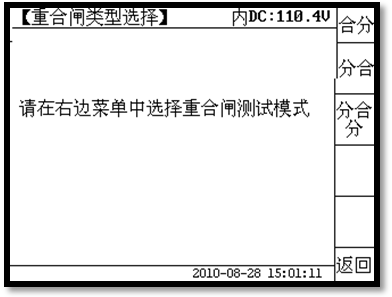 【重合闸类型选择】 内DC:110.4V
合分
分合
请在右边菜单中选择重合闸测试模式
分合
分
返回
2010-08-28 15:01:11